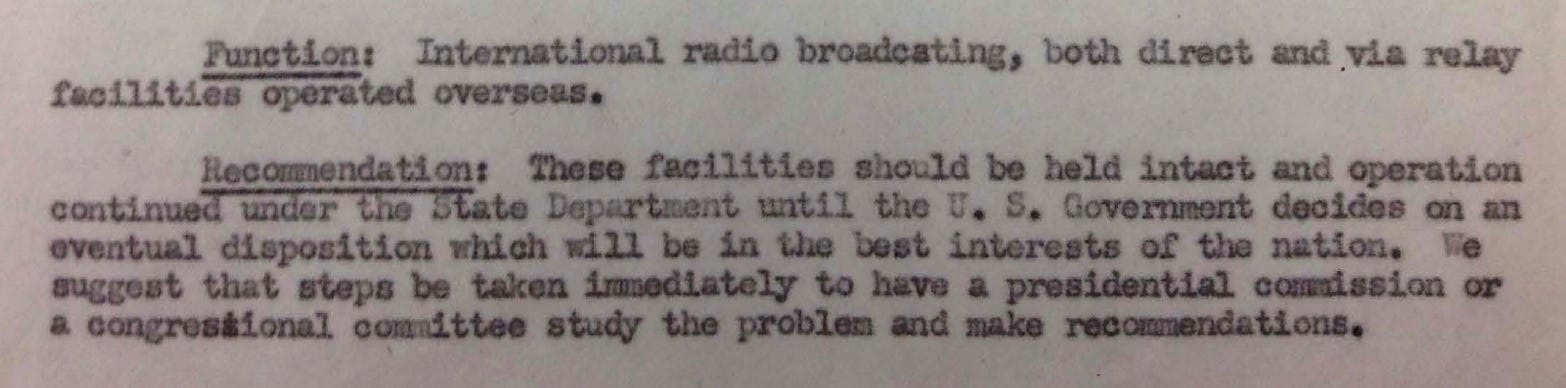 Function: International radio broadcating, both direct and via relay
facilities operated overseas.
Recommendation: These facilities should be held intact and operation
continued under the State Department until the U. S. Government decides on an
eventual disposition which will be in the best interests of the nation. We
suggest that steps be taken immediately to have a presidential commission or
a congressional committee study the problem and make recommendations.